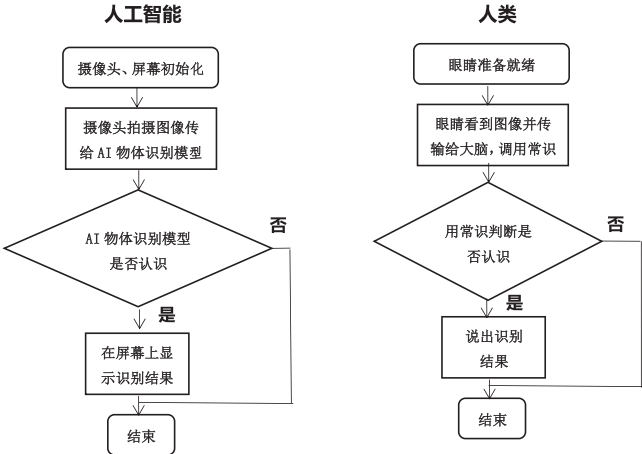 人工智能
摄像头、屏幕初始化
摄像头拍摄图像传
给 AI 物体识别模型
AI 物体识别模型
是否认识
否
是
在屏幕上显
示识别结果
结束
人类
眼睛准备就绪
眼睛看到图像并传
输给大脑，调用常识
用常识判断是
否认识
否
是
说出识别
结果
结束